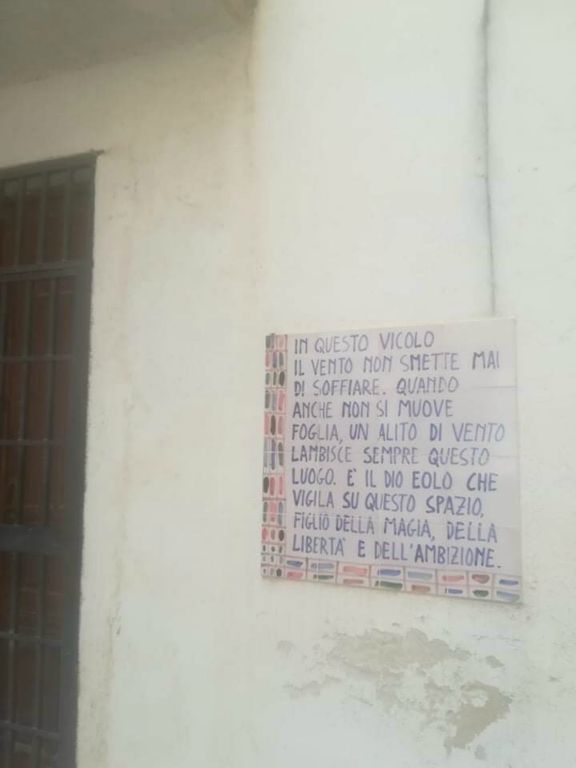 IN QUESTO VICOLO
IL VENTO NON SMETTE MAI
DI SOFFIARE. QUANDO
ANCHE NON SI MUOVE
FOGLIA, UN ALITO DI VENTO
LAMBISCE SEMPRE QUESTO
LUOGO. È IL DIO EOLO CHE
VIGILA SU QUESTO SPAZIO,
FIGLIO DELLA MAGIA, DELLA
LIBERTA' E DELL'AMBIZIONE.